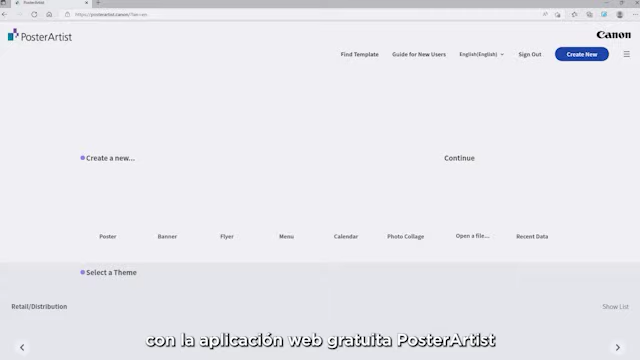 PosterArtist
https://posterartist.canon/?lan=en
PosterArtist
Canon
Find Template
Guide for New Users
English(English)
Sign Out
Create New
Create a new...
Continue
Poster
Banner
Flyer
Menu
Calendar
Photo Collage
Open a file...
Recent Data
Select a Theme
Retail/Distribution
Show List
con la aplicación web gratuita PosterArtist